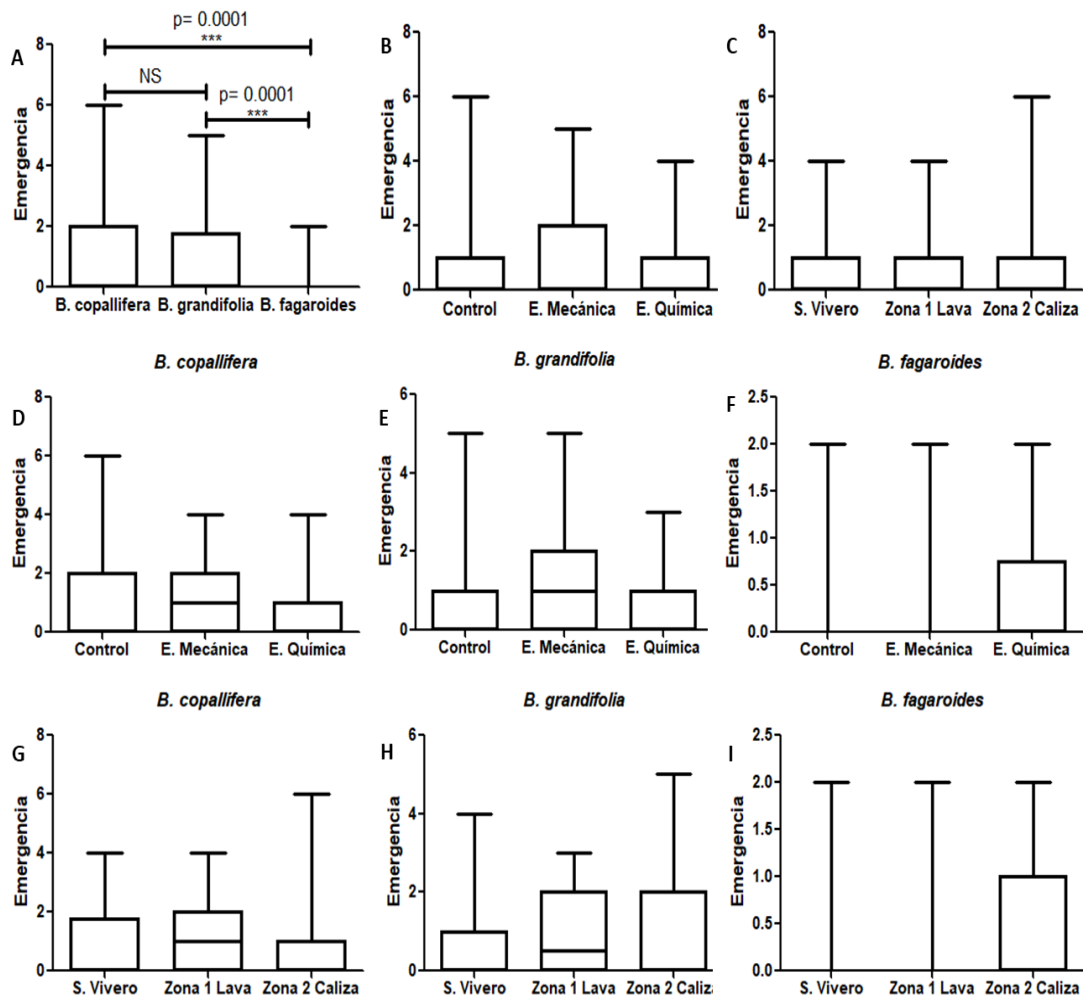 p= 0.0001
***
NS
p= 0.0001
***
A
Emergencia
8
6
4
2
0
B. copallifera B. grandifolia B. fagaroides
B
Emergencia
8
6
4
2
0
Control E. Mecánica E. Química
C
Emergencia
8
6
4
2
0
S. Vivero Zona 1 Lava Zona 2 Caliza
B. copallifera
D
Emergencia
8
6
4
2
0
Control E. Mecánica E. Química
B. grandifolia
E
Emergencia
6
4
2
0
Control E. Mecánica E. Química
B. fagaroides
F
Emergencia
2.5
2.0
1.5
1.0
0.5
0.0
Control E. Mecánica E. Química
B. copallifera
G
Emergencia
8
6
4
2
0
S. Vivero Zona 1 Lava Zona 2 Caliza
B. grandifolia
H
Emergencia
6
4
2
0
S. Vivero Zona 1 Lava Zona 2 Caliza
B. fagaroides
I
Emergencia
2.5
2.0
1.5
1.0
0.5
0.0
S. Vivero Zona 1 Lava Zona 2 Caliza